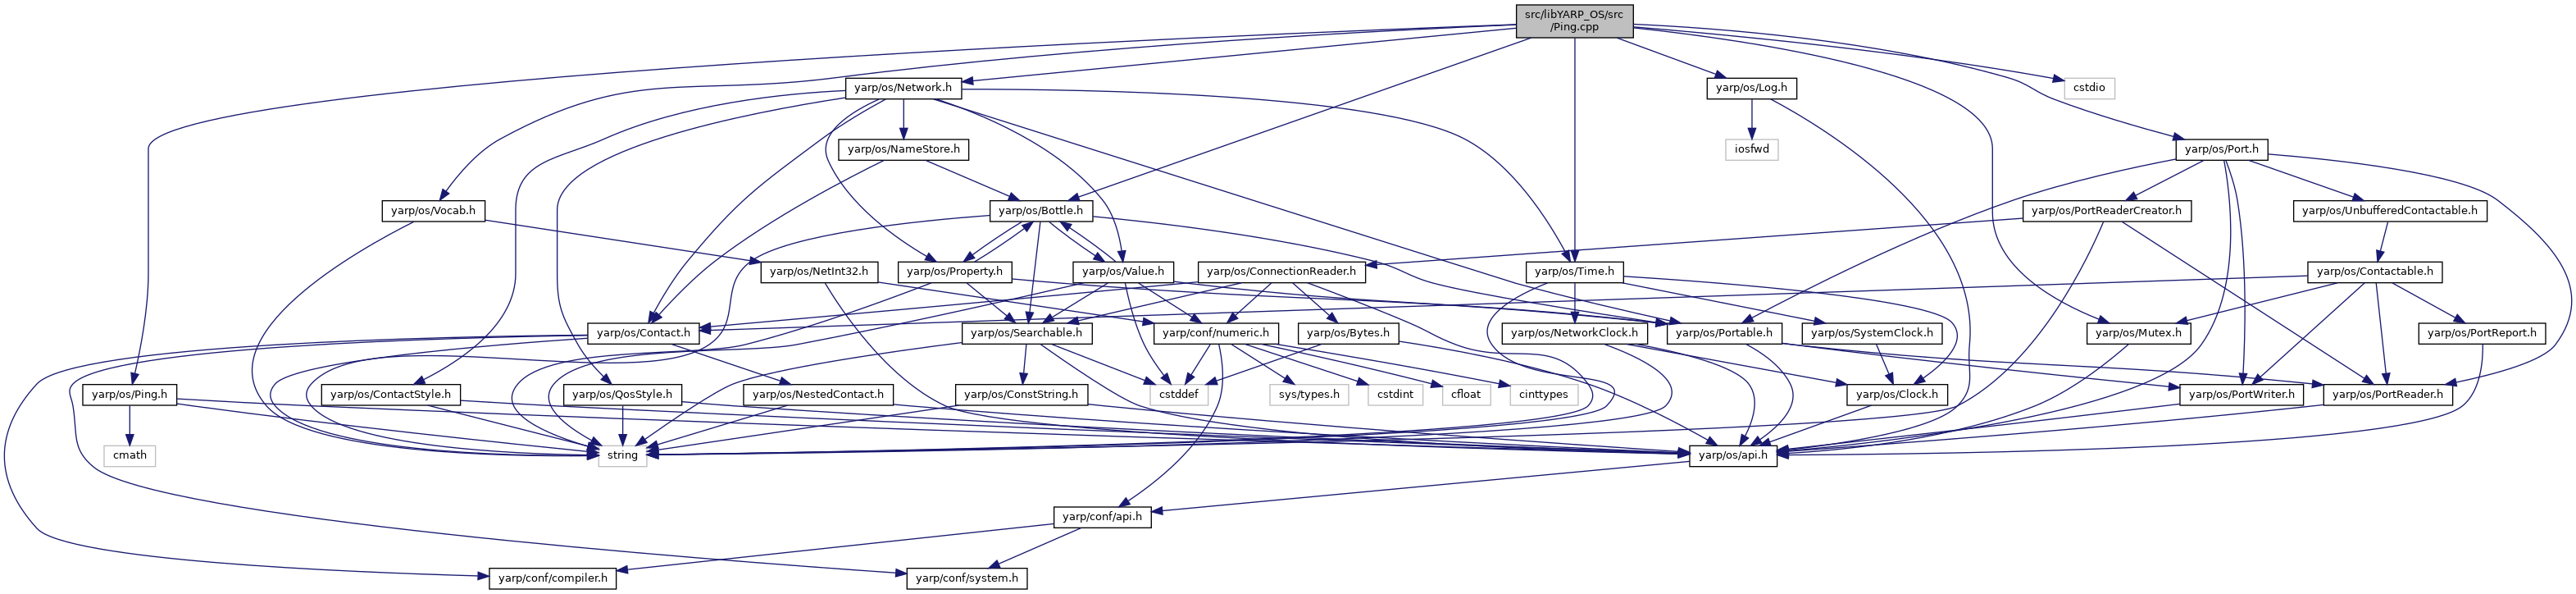 src/libYARP_OS/src
/Ping.cpp
yarp/os/Network.h
yarp/os/Log.h
cstdio
yarp/os/NameStore.h
iosfwd
yarp/os/Port.h
yarp/os/Vocab.h
yarp/os/Bottle.h
yarp/os/PortReaderCreator.h
yarp/os/UnbufferedContactable.h
yarp/os/NetInt32.h
yarp/os/Property.h
yarp/os/Value.h
yarp/os/ConnectionReader.h
yarp/os/Time.h
yarp/os/Contactable.h
yarp/os/Contact.h
yarp/os/Searchable.h
yarp/conf/numeric.h
yarp/os/Bytes.h
yarp/os/NetworkClock.h
yarp/os/Portable.h
yarp/os/SystemClock.h
yarp/os/Mutex.h
yarp/os/PortReport.h
yarp/os/Ping.h
yarp/os/ContactStyle.h
yarp/os/QosStyle.h
yarp/os/NestedContact.h
yarp/os/ConstString.h
cstddef
sys/types.h
cstdint
cfloat
cinttypes
yarp/os/Clock.h
yarp/os/PortWriter.h
yarp/os/PortReader.h
cmath
string
yarp/os/api.h
yarp/conf/api.h
yarp/conf/compiler.h
yarp/conf/system.h